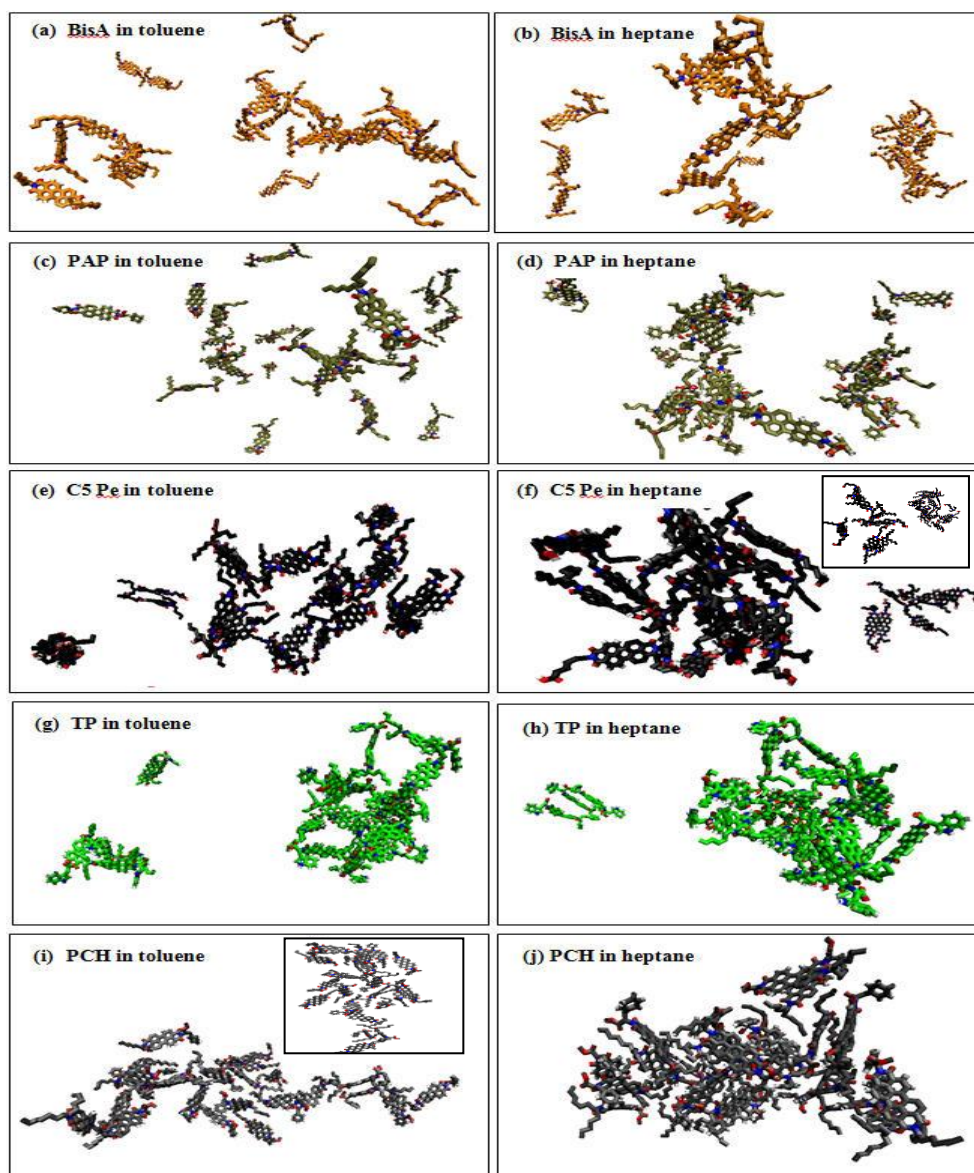 (a) BisA in toluene
(b) BisA in heptane
(c) PAP in toluene
(d) PAP in heptane
(e) C5 Pe in toluene
(f) C5 Pe in heptane
(g) TP in toluene
(h) TP in heptane
(i) PCH in toluene
(j) PCH in heptane